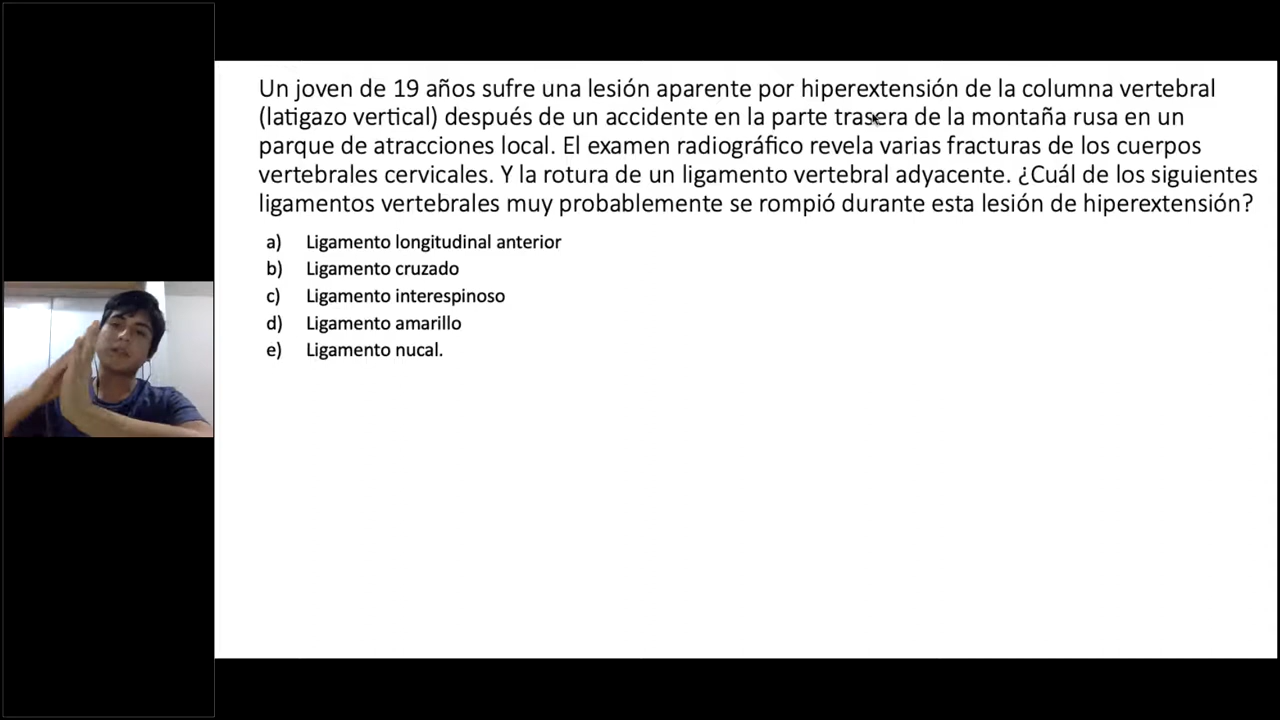 Un joven de 19 años sufre una lesión aparente por hiperextensión de la columna vertebral
(latigazo vertical) después de un accidente en la parte trasera de la montaña rusa en un
parque de atracciones local. El examen radiográfico revela varias fracturas de los cuerpos
vertebrales cervicales. Y la rotura de un ligamento vertebral adyacente. ¿Cuál de los siguientes
ligamentos vertebrales muy probablemente se rompió durante esta lesión de hiperextensión?
a) Ligamento longitudinal anterior
b) Ligamento cruzado
c) Ligamento interespinoso
d) Ligamento amarillo
e) Ligamento nucal.